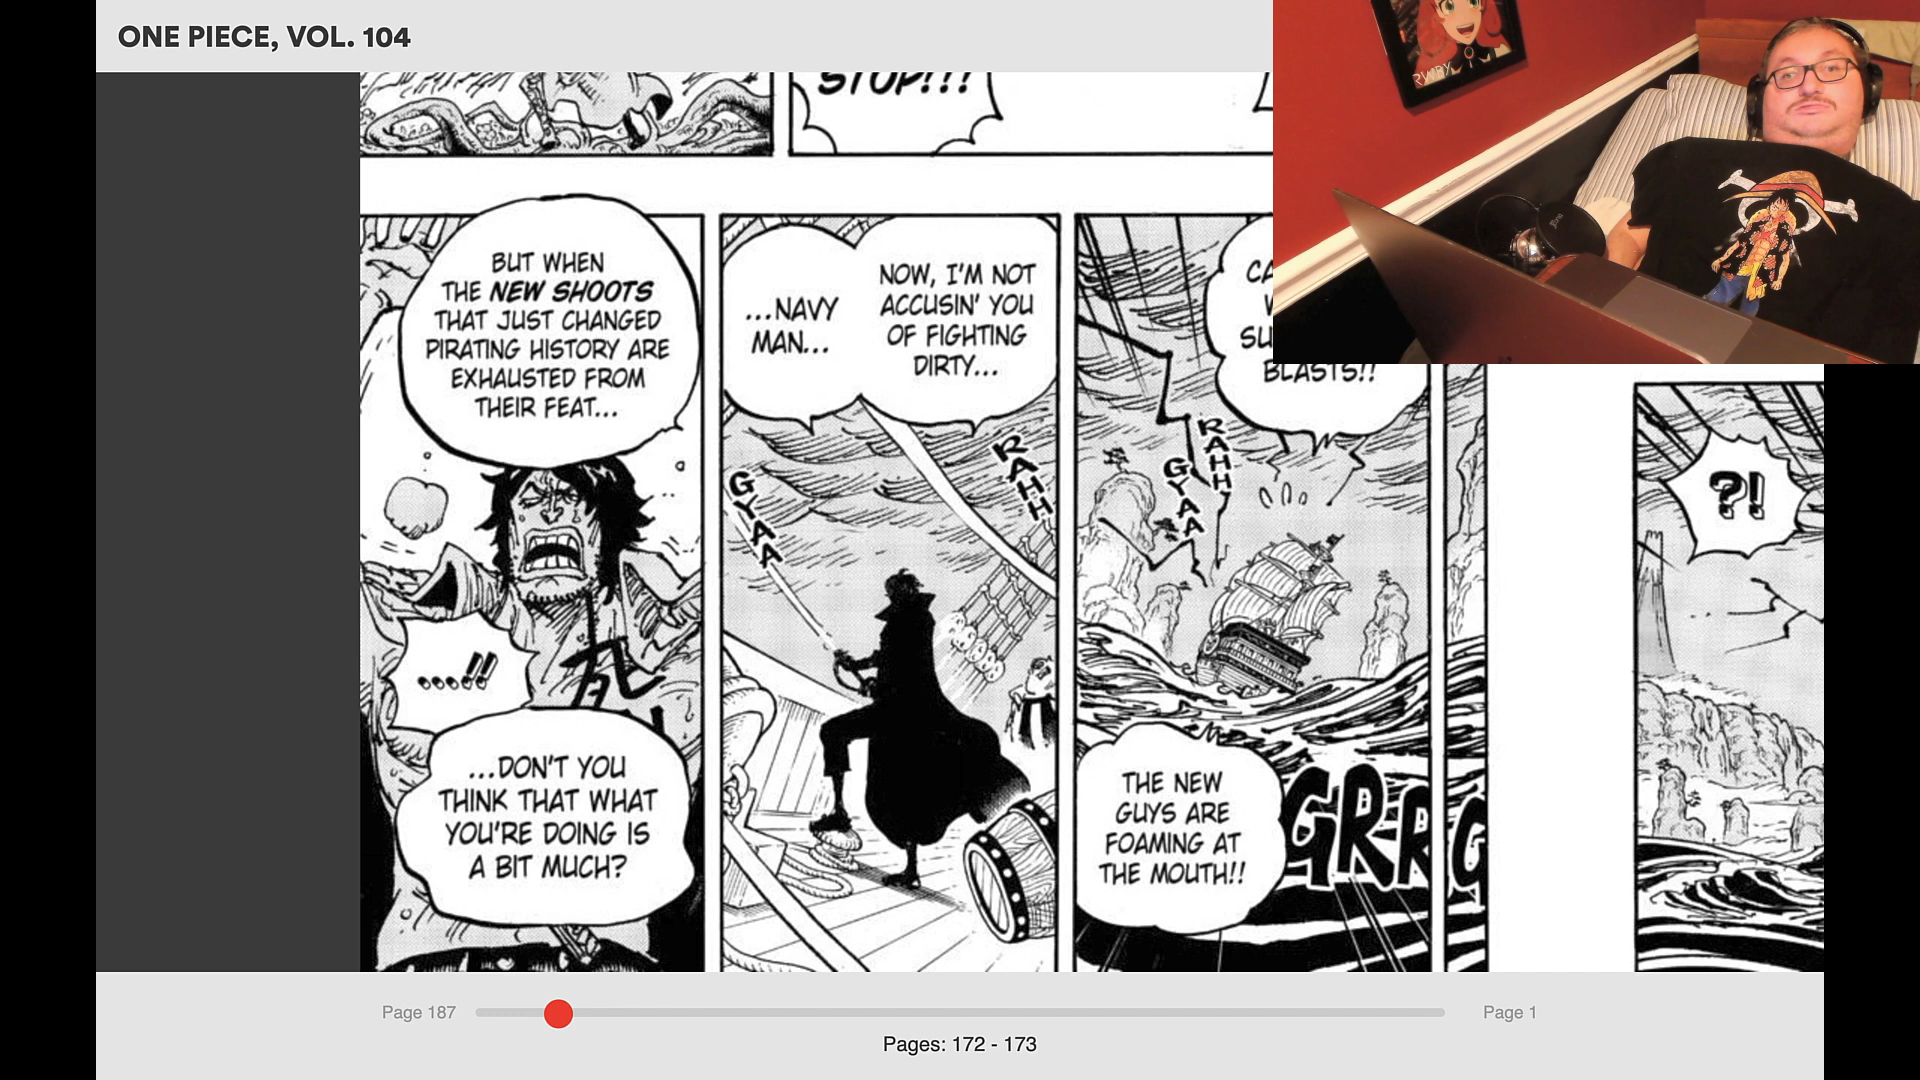 ONE PIECE, VOL. 104
RWBY
STOP!!!
CA
SU
BLASTS!!
RAHH
GYAA
THE NEW
GUYS ARE
FOAMING AT
THE MOUTH!!
GRRG
?!
NOW, I'M NOT
ACCUSIN' YOU
OF FIGHTING
DIRTY...
...NAVY
MAN...
RAHH
GYAA
BUT WHEN
THE NEW SHOOTS
THAT JUST CHANGED
PIRATING HISTORY ARE
EXHAUSTED FROM
THEIR FEAT...
...!!
...DON'T YOU
THINK THAT WHAT
YOU'RE DOING IS
A BIT MUCH?
Page 187
Page 1
Pages: 172 - 173